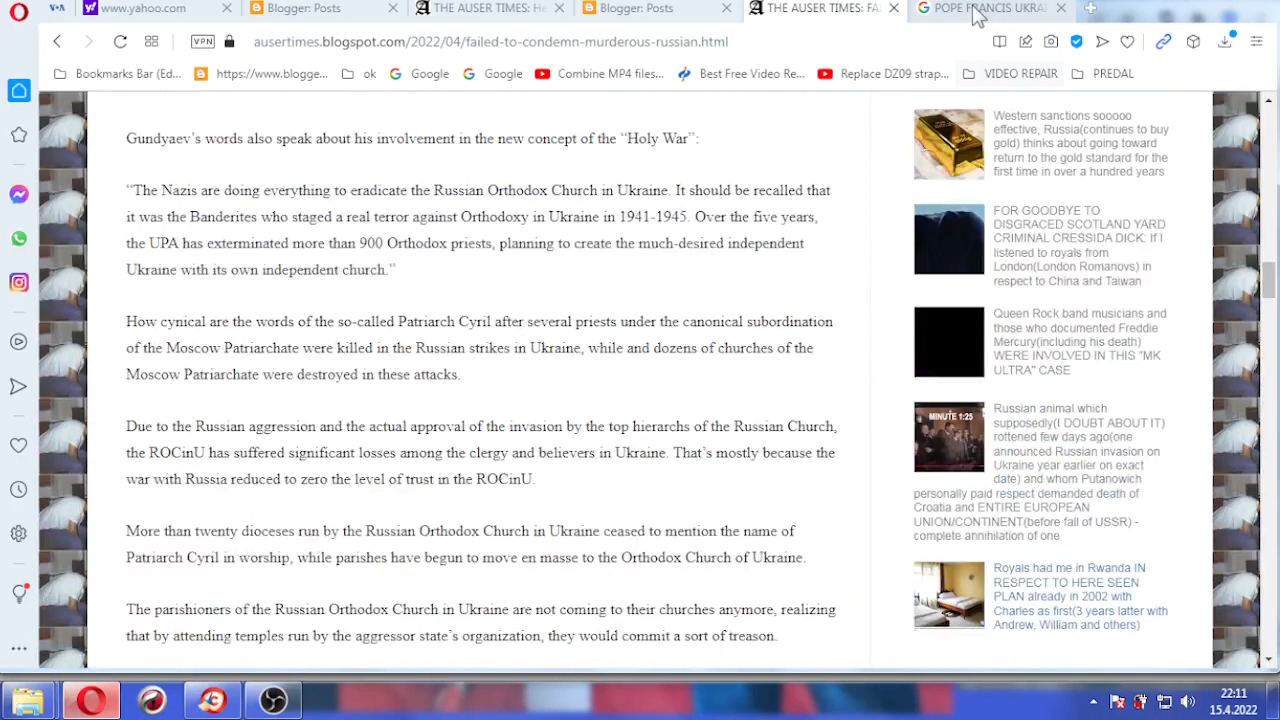 www.yahoo.com
Blogger: Posts
THE AUSER TIMES: He
Blogger: Posts
THE AUSER TIMES: FA
POPE FRANCIS UKRAI
VPN
ausertimes.blogspot.com/2022/04/failed-to-condemn-murderous-russian.html
Bookmarks Bar (Ed...
https://www.blogge...
ok
Google
Google
Combine MP4 files...
Best Free Video Re...
Replace DZ09 strap...
VIDEO REPAIR
PREDAL
Gundyaev's words also speak about his involvement in the new concept of the “Holy War”:
“The Nazis are doing everything to eradicate the Russian Orthodox Church in Ukraine. It should be recalled that
it was the Banderites who staged a real terror against Orthodoxy in Ukraine in 1941-1945. Over the five years,
the UPA has exterminated more than 900 Orthodox priests, planning to create the much-desired independent
Ukraine with its own independent church.”
How cynical are the words of the so-called Patriarch Cyril after several priests under the canonical subordination
of the Moscow Patriarchate were killed in the Russian strikes in Ukraine, while and dozens of churches of the
Moscow Patriarchate were destroyed in these attacks.
Due to the Russian aggression and the actual approval of the invasion by the top hierarchs of the Russian Church,
the ROCinU has suffered significant losses among the clergy and believers in Ukraine. That's mostly because the
war with Russia reduced to zero the level of trust in the ROCinU.
More than twenty dioceses run by the Russian Orthodox Church in Ukraine ceased to mention the name of
Patriarch Cyril in worship, while parishes have begun to move en masse to the Orthodox Church of Ukraine.
The parishioners of the Russian Orthodox Church in Ukraine are not coming to their churches anymore, realizing
that by attending temples run by the aggressor state's organization, they would commit a sort of treason.
Western sanctions sooooo
effective, Russia(continues to buy
gold) thinks about going toward
return to the gold standard for the
first time in over a hundred years
FOR GOODBYE TO
DISGRACED SCOTLAND YARD
CRIMINAL CRESSIDA DICK: If I
listened to royals from
London(London Romanovs) in
respect to China and Taiwan
Queen Rock band musicians and
those who documented Freddie
Mercury(including his death)
WERE INVOLVED IN THIS "MK
ULTRA" CASE
MINUTE 1:25
Russian animal which
supposedly(I DOUBT ABOUT IT)
rottened few days ago(one
announced Russian invasion on
Ukraine year earlier on exact
date) and whom Putanowich
personally paid respect demanded death of
Croatia and ENTIRE EUROPEAN
UNION/CONTINENT(before fall of USSR) -
complete annihilation of one
Royals had me in Rwanda IN
RESPECT TO HERE SEEN
PLAN already in 2002 with
Charles as first(3 years latter with
Andrew, William and others)
22:11
15.4.2022